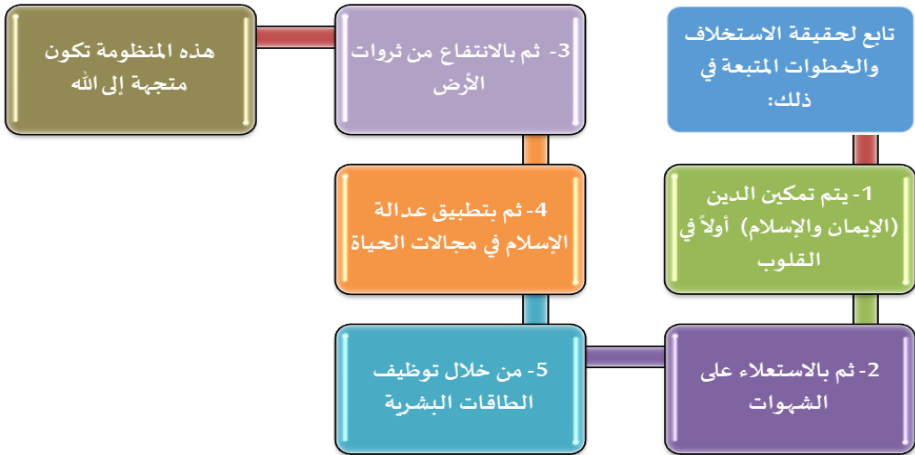 تابع لحقيقة الاستخلاف
والخطوات المتبعة في
ذلك:
1- يتم تمكين الدين
(الإيمان والإسلام) أولاً في
القلوب
2- ثم بالاستعلاء على
الشهوات
3- ثم بالانتفاع من ثروات
الأرض
4- ثم بتطبيق عدالة
الإسلام في مجالات الحياة
5- من خلال توظيف
الطاقات البشرية
هذه المنظومة تكون
متجهة إلى الله